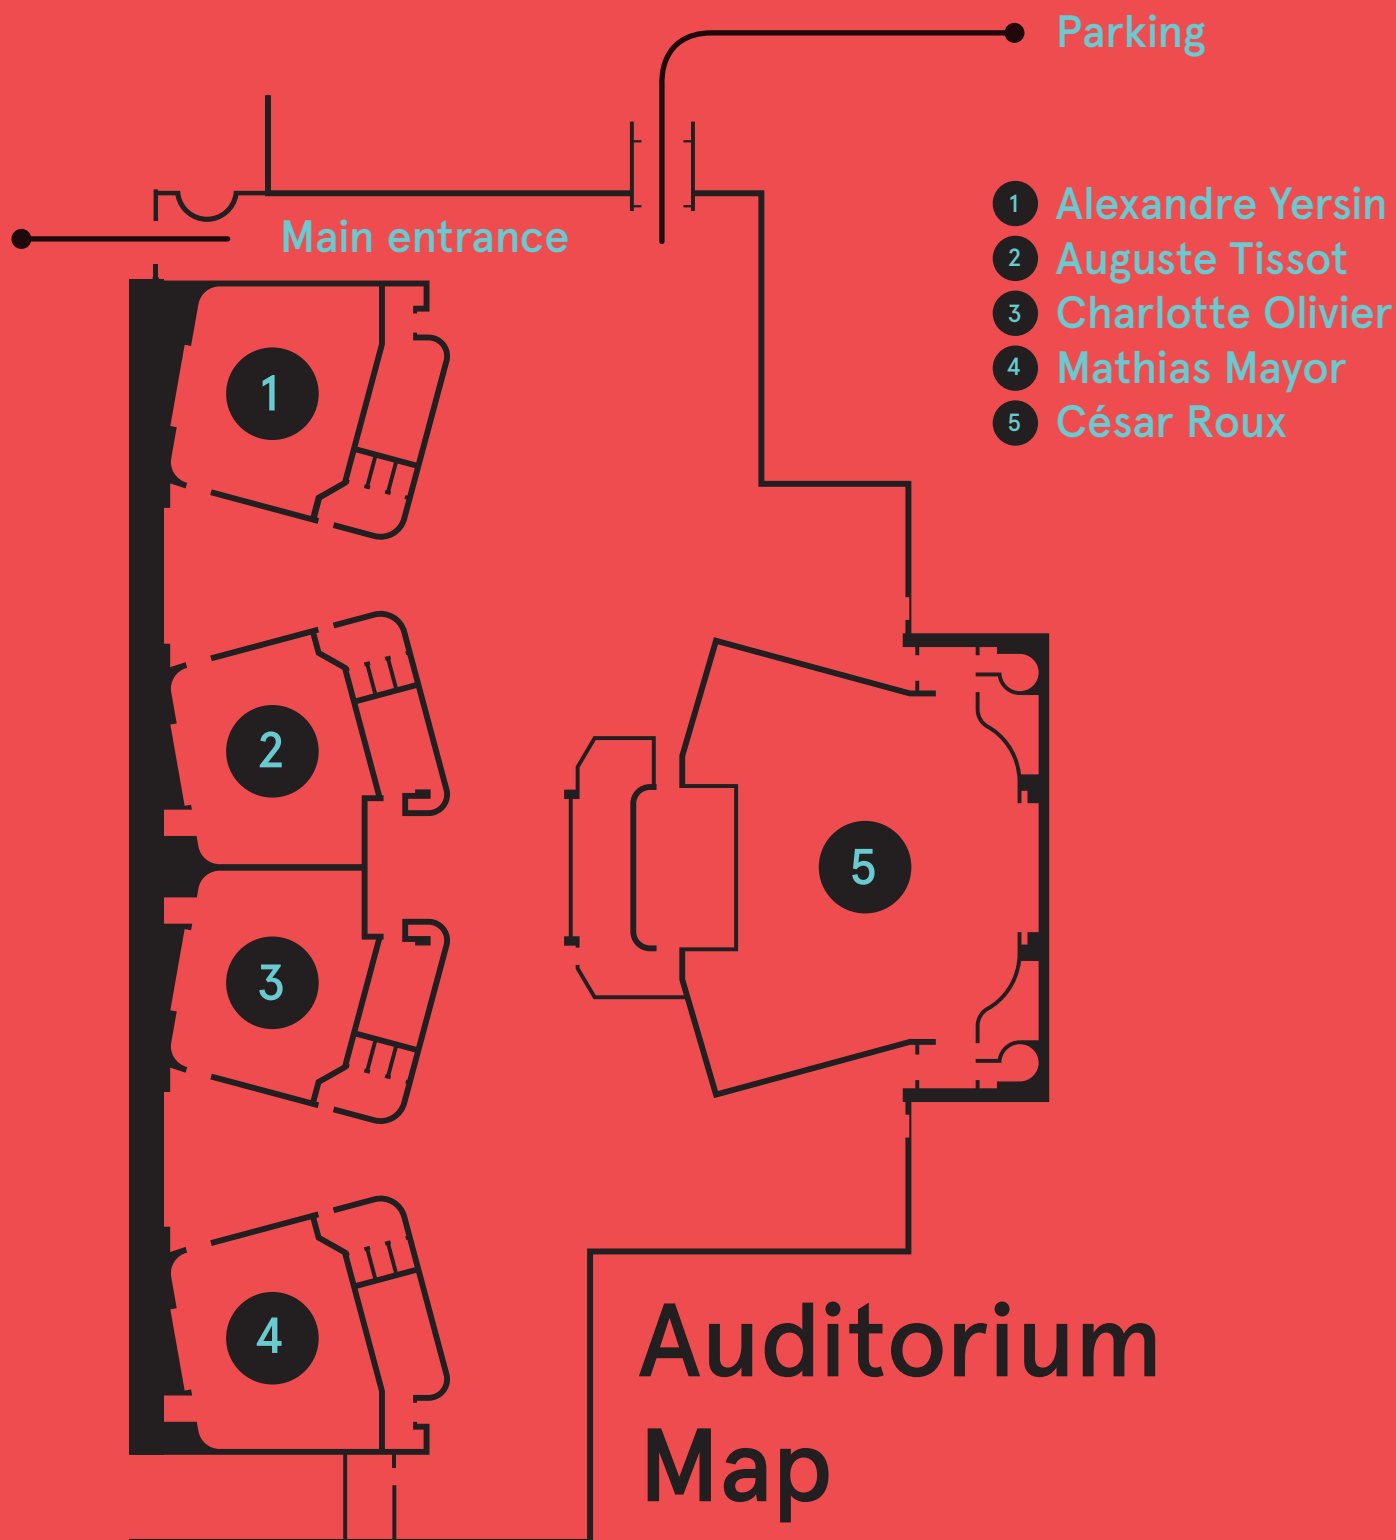 Parking
1 Alexandre Yersin
2 Auguste Tissot
3 Charlotte Olivier
4 Mathias Mayor
5 César Roux
Main entrance
1
2
5
3
4
Auditorium
Map